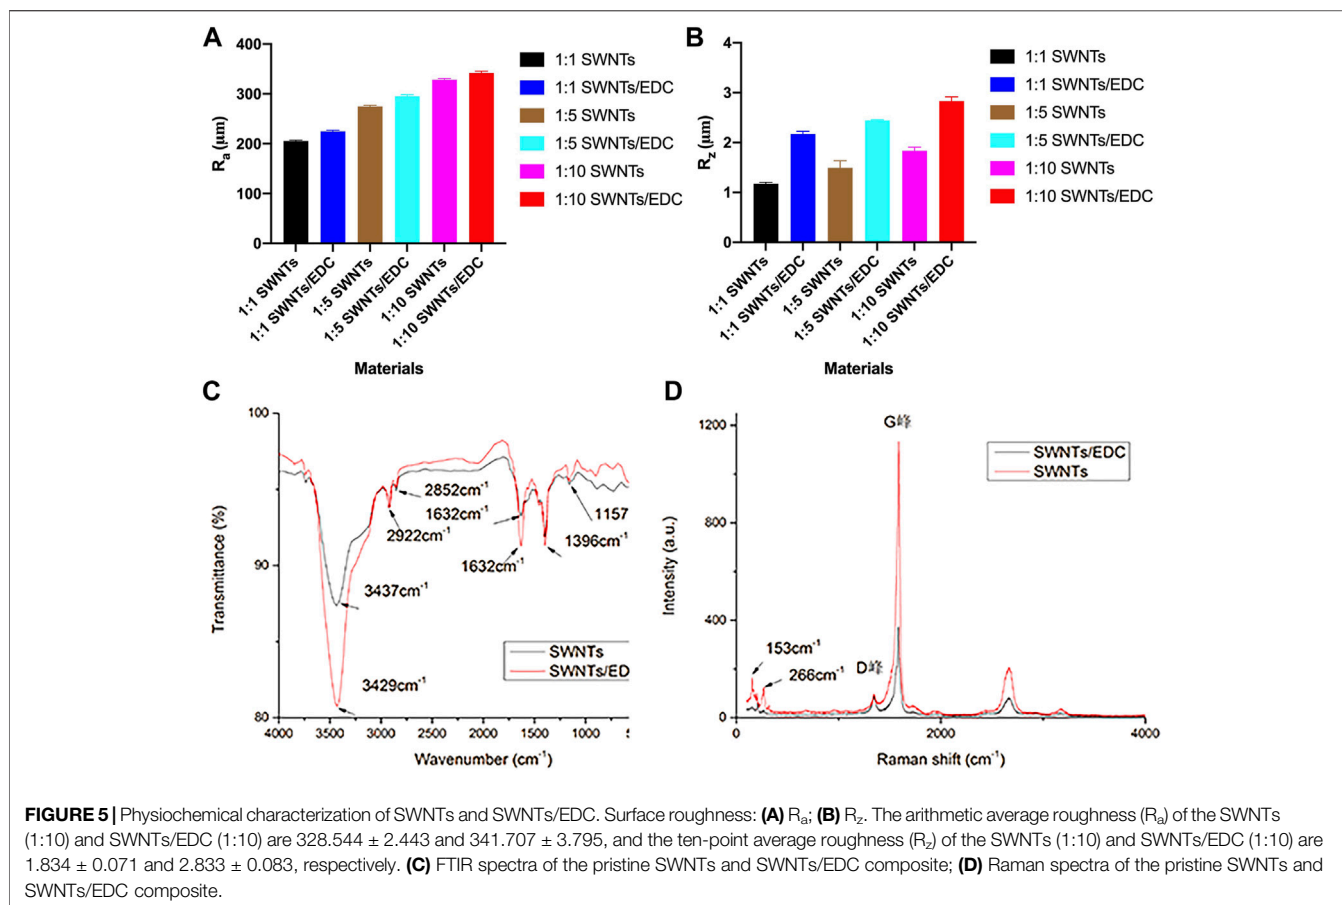 A
400
300
200
100
0
Rₐ (μm)
1:1 SWNTs
1:1 SWNTs/EDC
1:5 SWNTs
1:5 SWNTs/EDC
1:10 SWNTs
1:10 SWNTs/EDC
Materials
1:1 SWNTs
1:1 SWNTs/EDC
1:5 SWNTs
1:5 SWNTs/EDC
1:10 SWNTs
1:10 SWNTs/EDC
B
4
3
2
1
0
R_z (μm)
1:1 SWNTs
1:1 SWNTs/EDC
1:5 SWNTs
1:5 SWNTs/EDC
1:10 SWNTs
1:10 SWNTs/EDC
Materials
1:1 SWNTs
1:1 SWNTs/EDC
1:5 SWNTs
1:5 SWNTs/EDC
1:10 SWNTs
1:10 SWNTs/EDC
C
100
90
80
Transmittance (%)
2852cm⁻¹
1632cm⁻¹
2922cm⁻¹
1157
1396cm⁻¹
1632cm⁻¹
3437cm⁻¹
3429cm⁻¹
SWNTs
SWNTs/ED
4000 3500 3000 2500 2000 1500 1000 5
Wavenumber (cm⁻¹)
D
1200
800
400
0
Intensity (a.u.)
G峰
SWNTs/EDC
SWNTs
153cm⁻¹
266cm⁻¹
D峰
0 2000 4000
Raman shift (cm⁻¹)
FIGURE 5 | Physiochemical characterization of SWNTs and SWNTs/EDC. Surface roughness: (A) Rₐ; (B) R_z. The arithmetic average roughness (Rₐ) of the SWNTs
(1:10) and SWNTs/EDC (1:10) are 328.544 ± 2.443 and 341.707 ± 3.795, and the ten-point average roughness (R_z) of the SWNTs (1:10) and SWNTs/EDC (1:10) are
1.834 ± 0.071 and 2.833 ± 0.083, respectively. (C) FTIR spectra of the pristine SWNTs and SWNTs/EDC composite; (D) Raman spectra of the pristine SWNTs and
SWNTs/EDC composite.